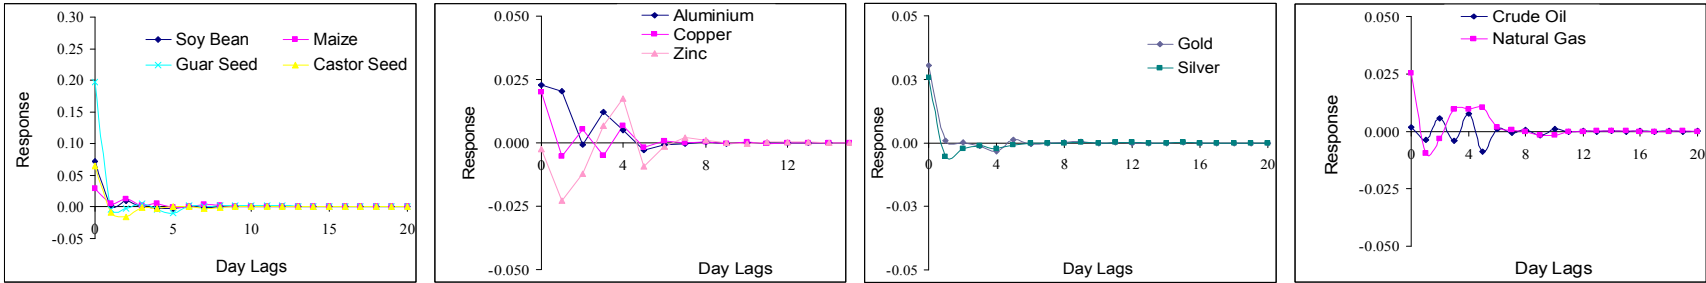 0.30
0.25
0.20
0.15
0.10
0.05
0.00
-0.05
0
5
10
15
20
Response
Day Lags
Soy Bean
Maize
Guar Seed
Castor Seed
0.050
0.025
0.000
-0.025
-0.050
0
4
8
12
Response
Day Lags
Aluminium
Copper
Zinc
0.05
0.03
0.00
-0.03
-0.05
0
5
10
15
20
Response
Day Lags
Gold
Silver
0.050
0.025
0.000
-0.025
-0.050
0
4
8
12
16
20
Response
Day Lags
Crude Oil
Natural Gas